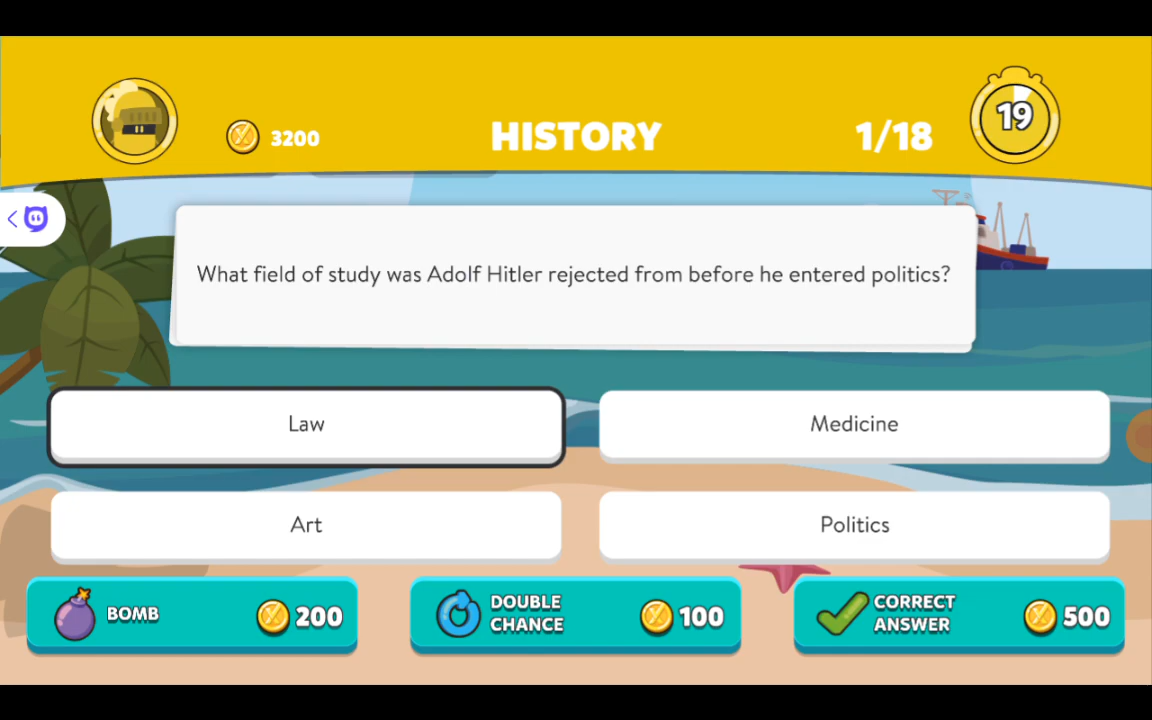 3200
HISTORY
1/18
19
What field of study was Adolf Hitler rejected from before he entered politics?
Law
Medicine
Art
Politics
BOMB
200
DOUBLE
CHANCE
100
CORRECT
ANSWER
500